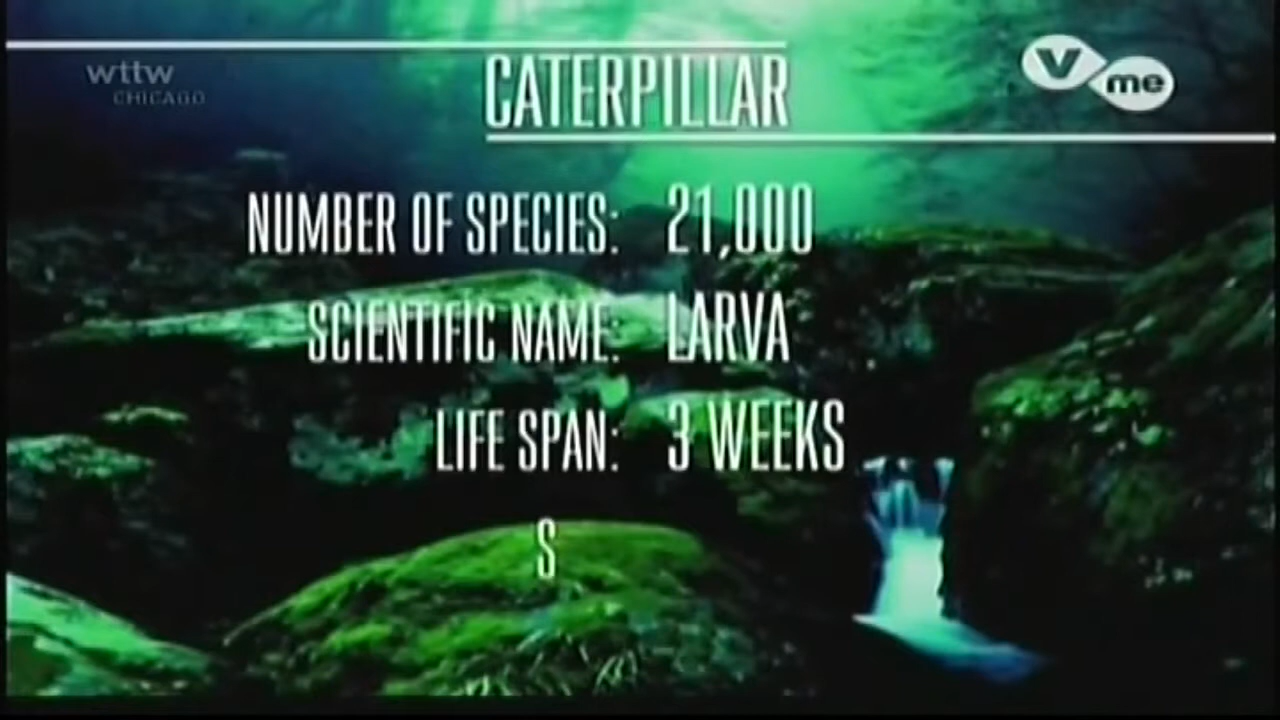 wttw
CHICAGO
V me
CATERPILLAR
NUMBER OF SPECIES: 21,000
SCIENTIFIC NAME: LARVA
LIFE SPAN: 3 WEEKS
S